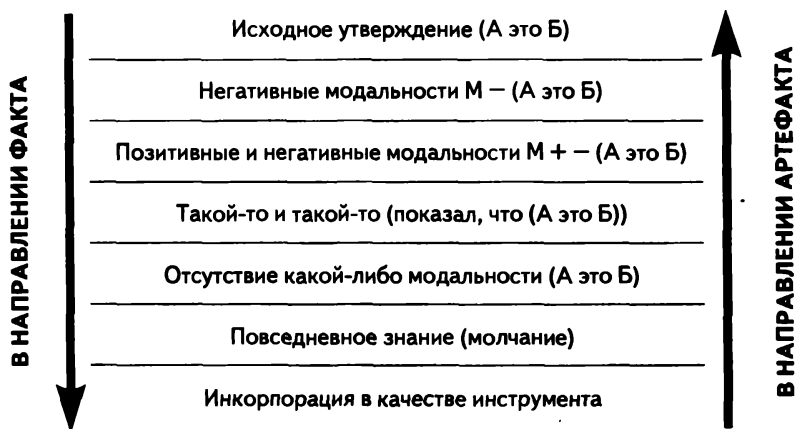 В НАПРАВЛЕНИИ ФАКТА
Исходное утверждение (А это Б)
Негативные модальности М – (А это Б)
Позитивные и негативные модальности М + – (А это Б)
Такой-то и такой-то (показал, что (А это Б))
Отсутствие какой-либо модальности (А это Б)
Повседневное знание (молчание)
Инкорпорация в качестве инструмента
В НАПРАВЛЕНИИ АРТЕФАКТА